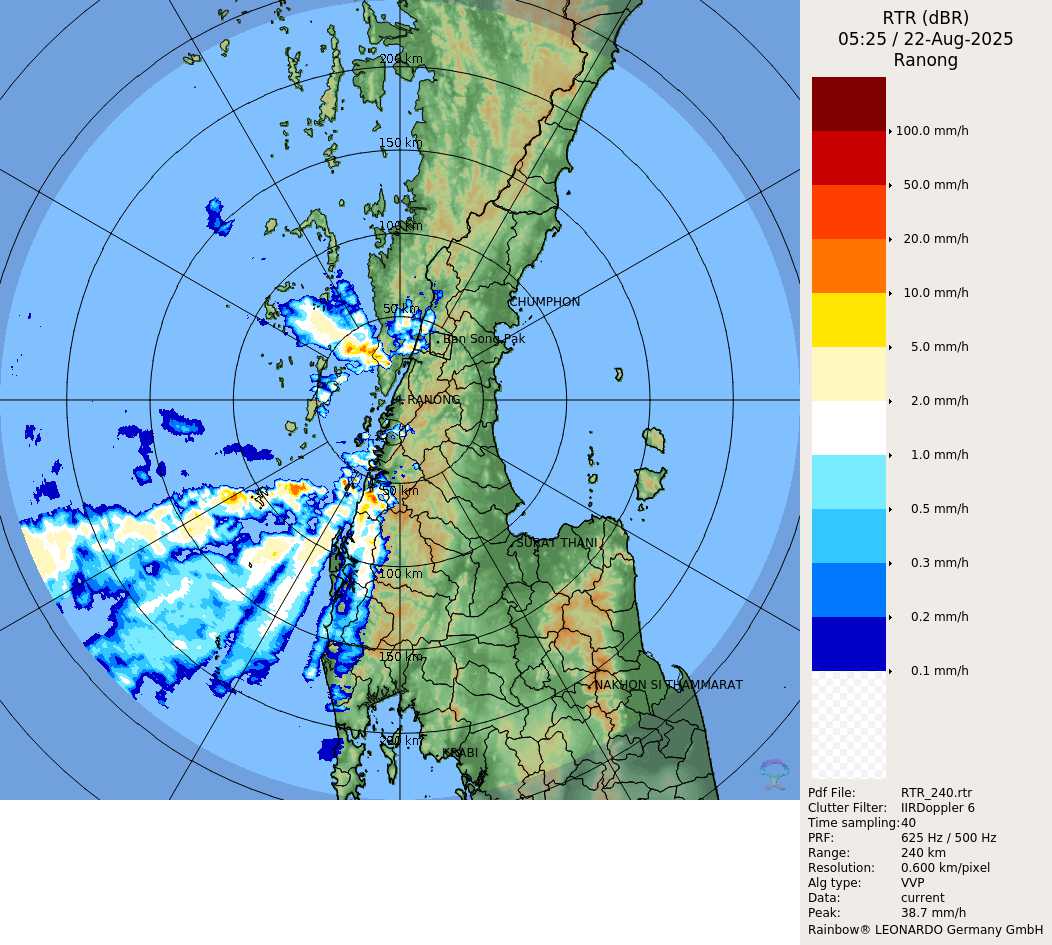 200 km
150 km
100 km
CHUMPHON
50 km
Ban Song Pak
RANONG
50 km
SURAT THANI
100 km
150 km
NAKHON SI THAMMARAT
200 km
KRABI
RTR (dBR)
05:25 / 22-Aug-2025
Ranong
100.0 mm/h
50.0 mm/h
20.0 mm/h
10.0 mm/h
5.0 mm/h
2.0 mm/h
1.0 mm/h
0.5 mm/h
0.3 mm/h
0.2 mm/h
0.1 mm/h
Pdf File: RTR_240.rtr
Clutter Filter: IIRDoppler 6
Time sampling:40
PRF: 625 Hz / 500 Hz
Range: 240 km
Resolution: 0.600 km/pixel
Alg type: VVP
Data: current
Peak: 38.7 mm/h
Rainbow® LEONARDO Germany GmbH